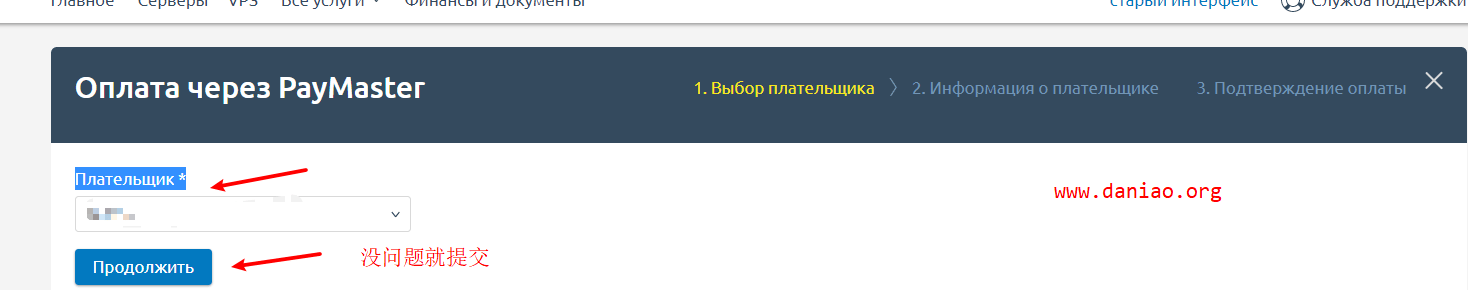 Главное Серверы VPS Все услуги Финансы и документы старый интерфейс Служба поддержки
Оплата через PayMaster 1. Выбор плательщика 2. Информация о плательщике 3. Подтверждение оплаты
Плательщик *
www.daniao.org
Продолжить 没问题就提交